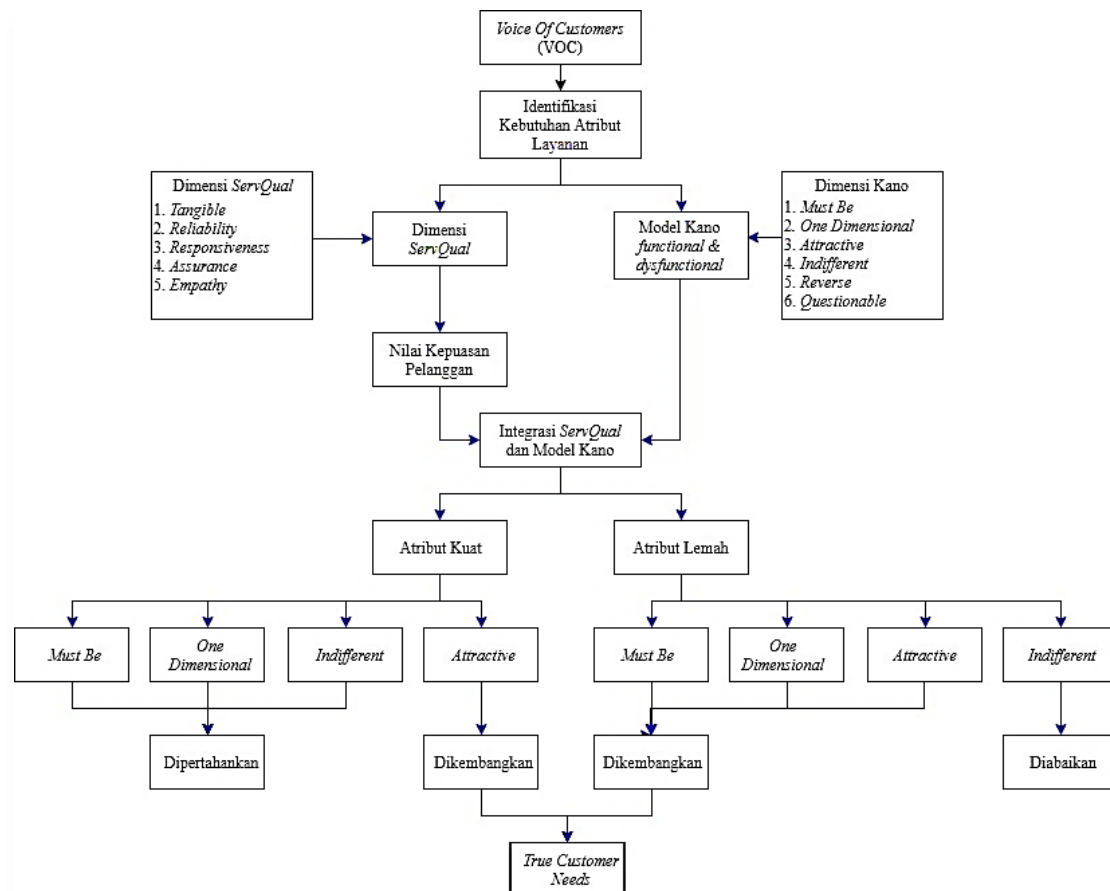 Voice Of Customers
(VOC)
Identifikasi
Kebutuhan Atribut
Layanan
Dimensi ServQual
1. Tangible
2. Reliability
3. Responsiveness
4. Assurance
5. Empathy
Dimensi
ServQual
Model Kano
functional &
dysfunctional
Dimensi Kano
1. Must Be
2. One Dimensional
3. Attractive
4. Indifferent
5. Reverse
6. Questionable
Nilai Kepuasan
Pelanggan
Integrasi ServQual
dan Model Kano
Atribut Kuat
Atribut Lemah
Must Be
One
Dimensional
Indifferent
Attractive
Must Be
One
Dimensional
Attractive
Indifferent
Dipertahankan
Dikembangkan
Dikembangkan
Diabaikan
True Customer
Needs